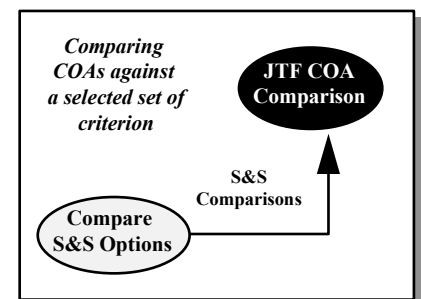 Comparing
COAs against
a selected set of
criterion
JTF COA
Comparison
S&S
Comparisons
Compare
S&S Options